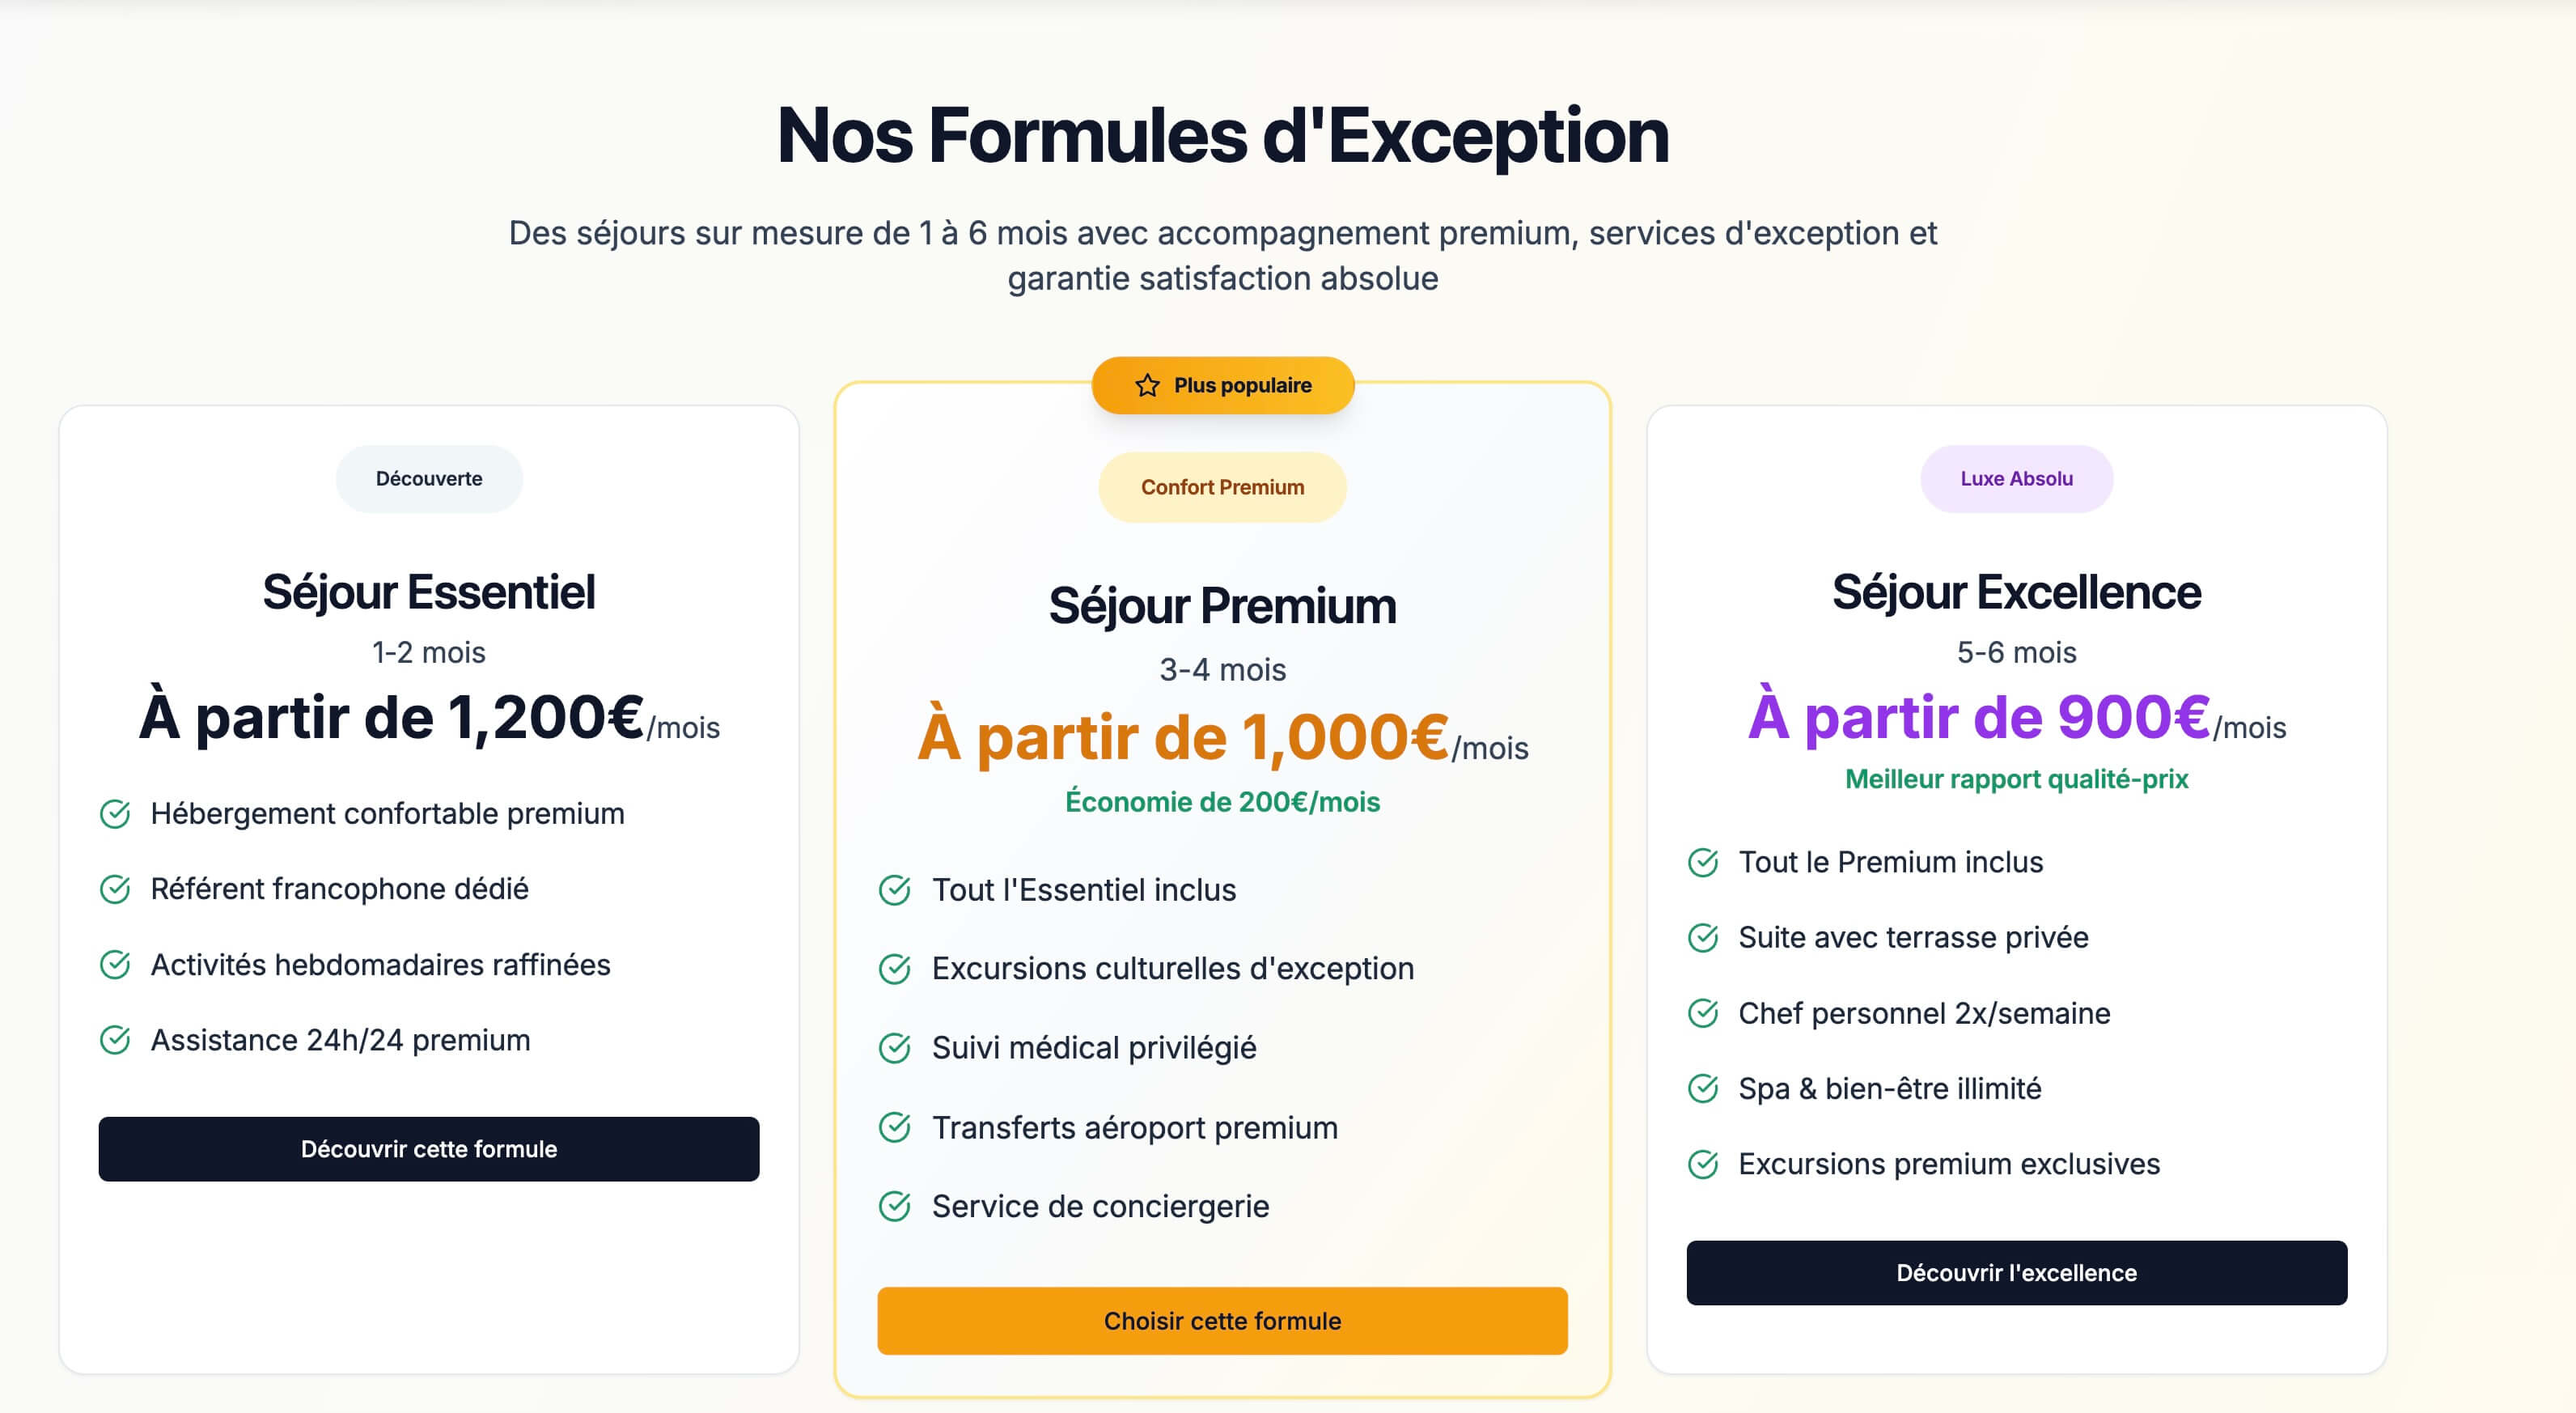 Nos Formules d'Exception
Des séjours sur mesure de 1 à 6 mois avec accompagnement premium, services d'exception et
garantie satisfaction absolue
Découverte
Séjour Essentiel
1-2 mois
À partir de 1,200€/mois
Hébergement confortable premium
Référent francophone dédié
Activités hebdomadaires raffinées
Assistance 24h/24 premium
Découvrir cette formule
Plus populaire
Confort Premium
Séjour Premium
3-4 mois
À partir de 1,000€/mois
Économie de 200€/mois
Tout l'Essentiel inclus
Excursions culturelles d'exception
Suivi médical privilégié
Transferts aéroport premium
Service de conciergerie
Choisir cette formule
Luxe Absolu
Séjour Excellence
5-6 mois
À partir de 900€/mois
Meilleur rapport qualité-prix
Tout le Premium inclus
Suite avec terrasse privée
Chef personnel 2x/semaine
Spa & bien-être illimité
Excursions premium exclusives
Découvrir l'excellence